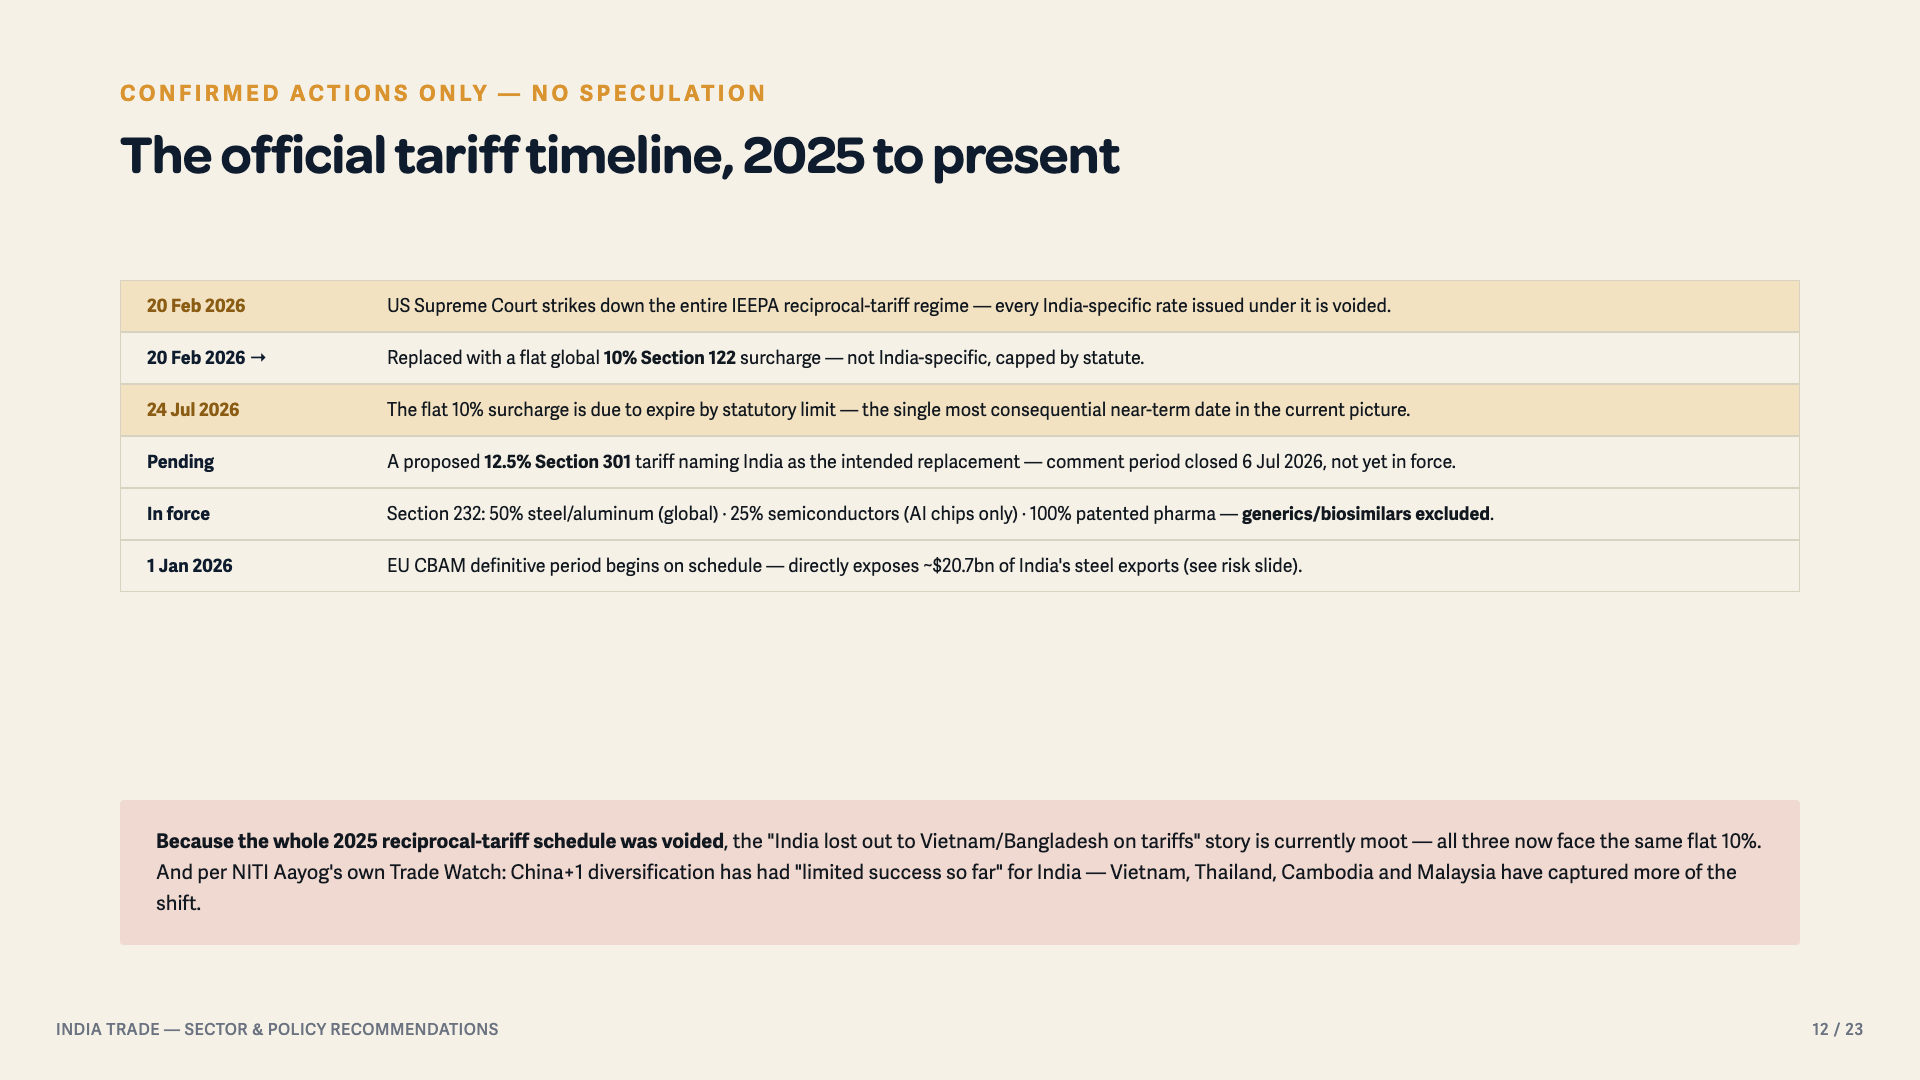 CONFIRMED ACTIONS ONLY — NO SPECULATION
The official tariff timeline, 2025 to present
20 Feb 2026 US Supreme Court strikes down the entire IEEPA reciprocal-tariff regime — every India-specific rate issued under it is voided.
20 Feb 2026 → Replaced with a flat global 10% Section 122 surcharge — not India-specific, capped by statute.
24 Jul 2026 The flat 10% surcharge is due to expire by statutory limit — the single most consequential near-term date in the current picture.
Pending A proposed 12.5% Section 301 tariff naming India as the intended replacement — comment period closed 6 Jul 2026, not yet in force.
In force Section 232: 50% steel/aluminum (global) · 25% semiconductors (AI chips only) · 100% patented pharma — generics/biosimilars excluded.
1 Jan 2026 EU CBAM definitive period begins on schedule — directly exposes ~$20.7bn of India's steel exports (see risk slide).
Because the whole 2025 reciprocal-tariff schedule was voided, the "India lost out to Vietnam/Bangladesh on tariffs" story is currently moot — all three now face the same flat 10%.
And per NITI Aayog's own Trade Watch: China+1 diversification has had "limited success so far" for India — Vietnam, Thailand, Cambodia and Malaysia have captured more of the
shift.
INDIA TRADE — SECTOR & POLICY RECOMMENDATIONS
12 / 23